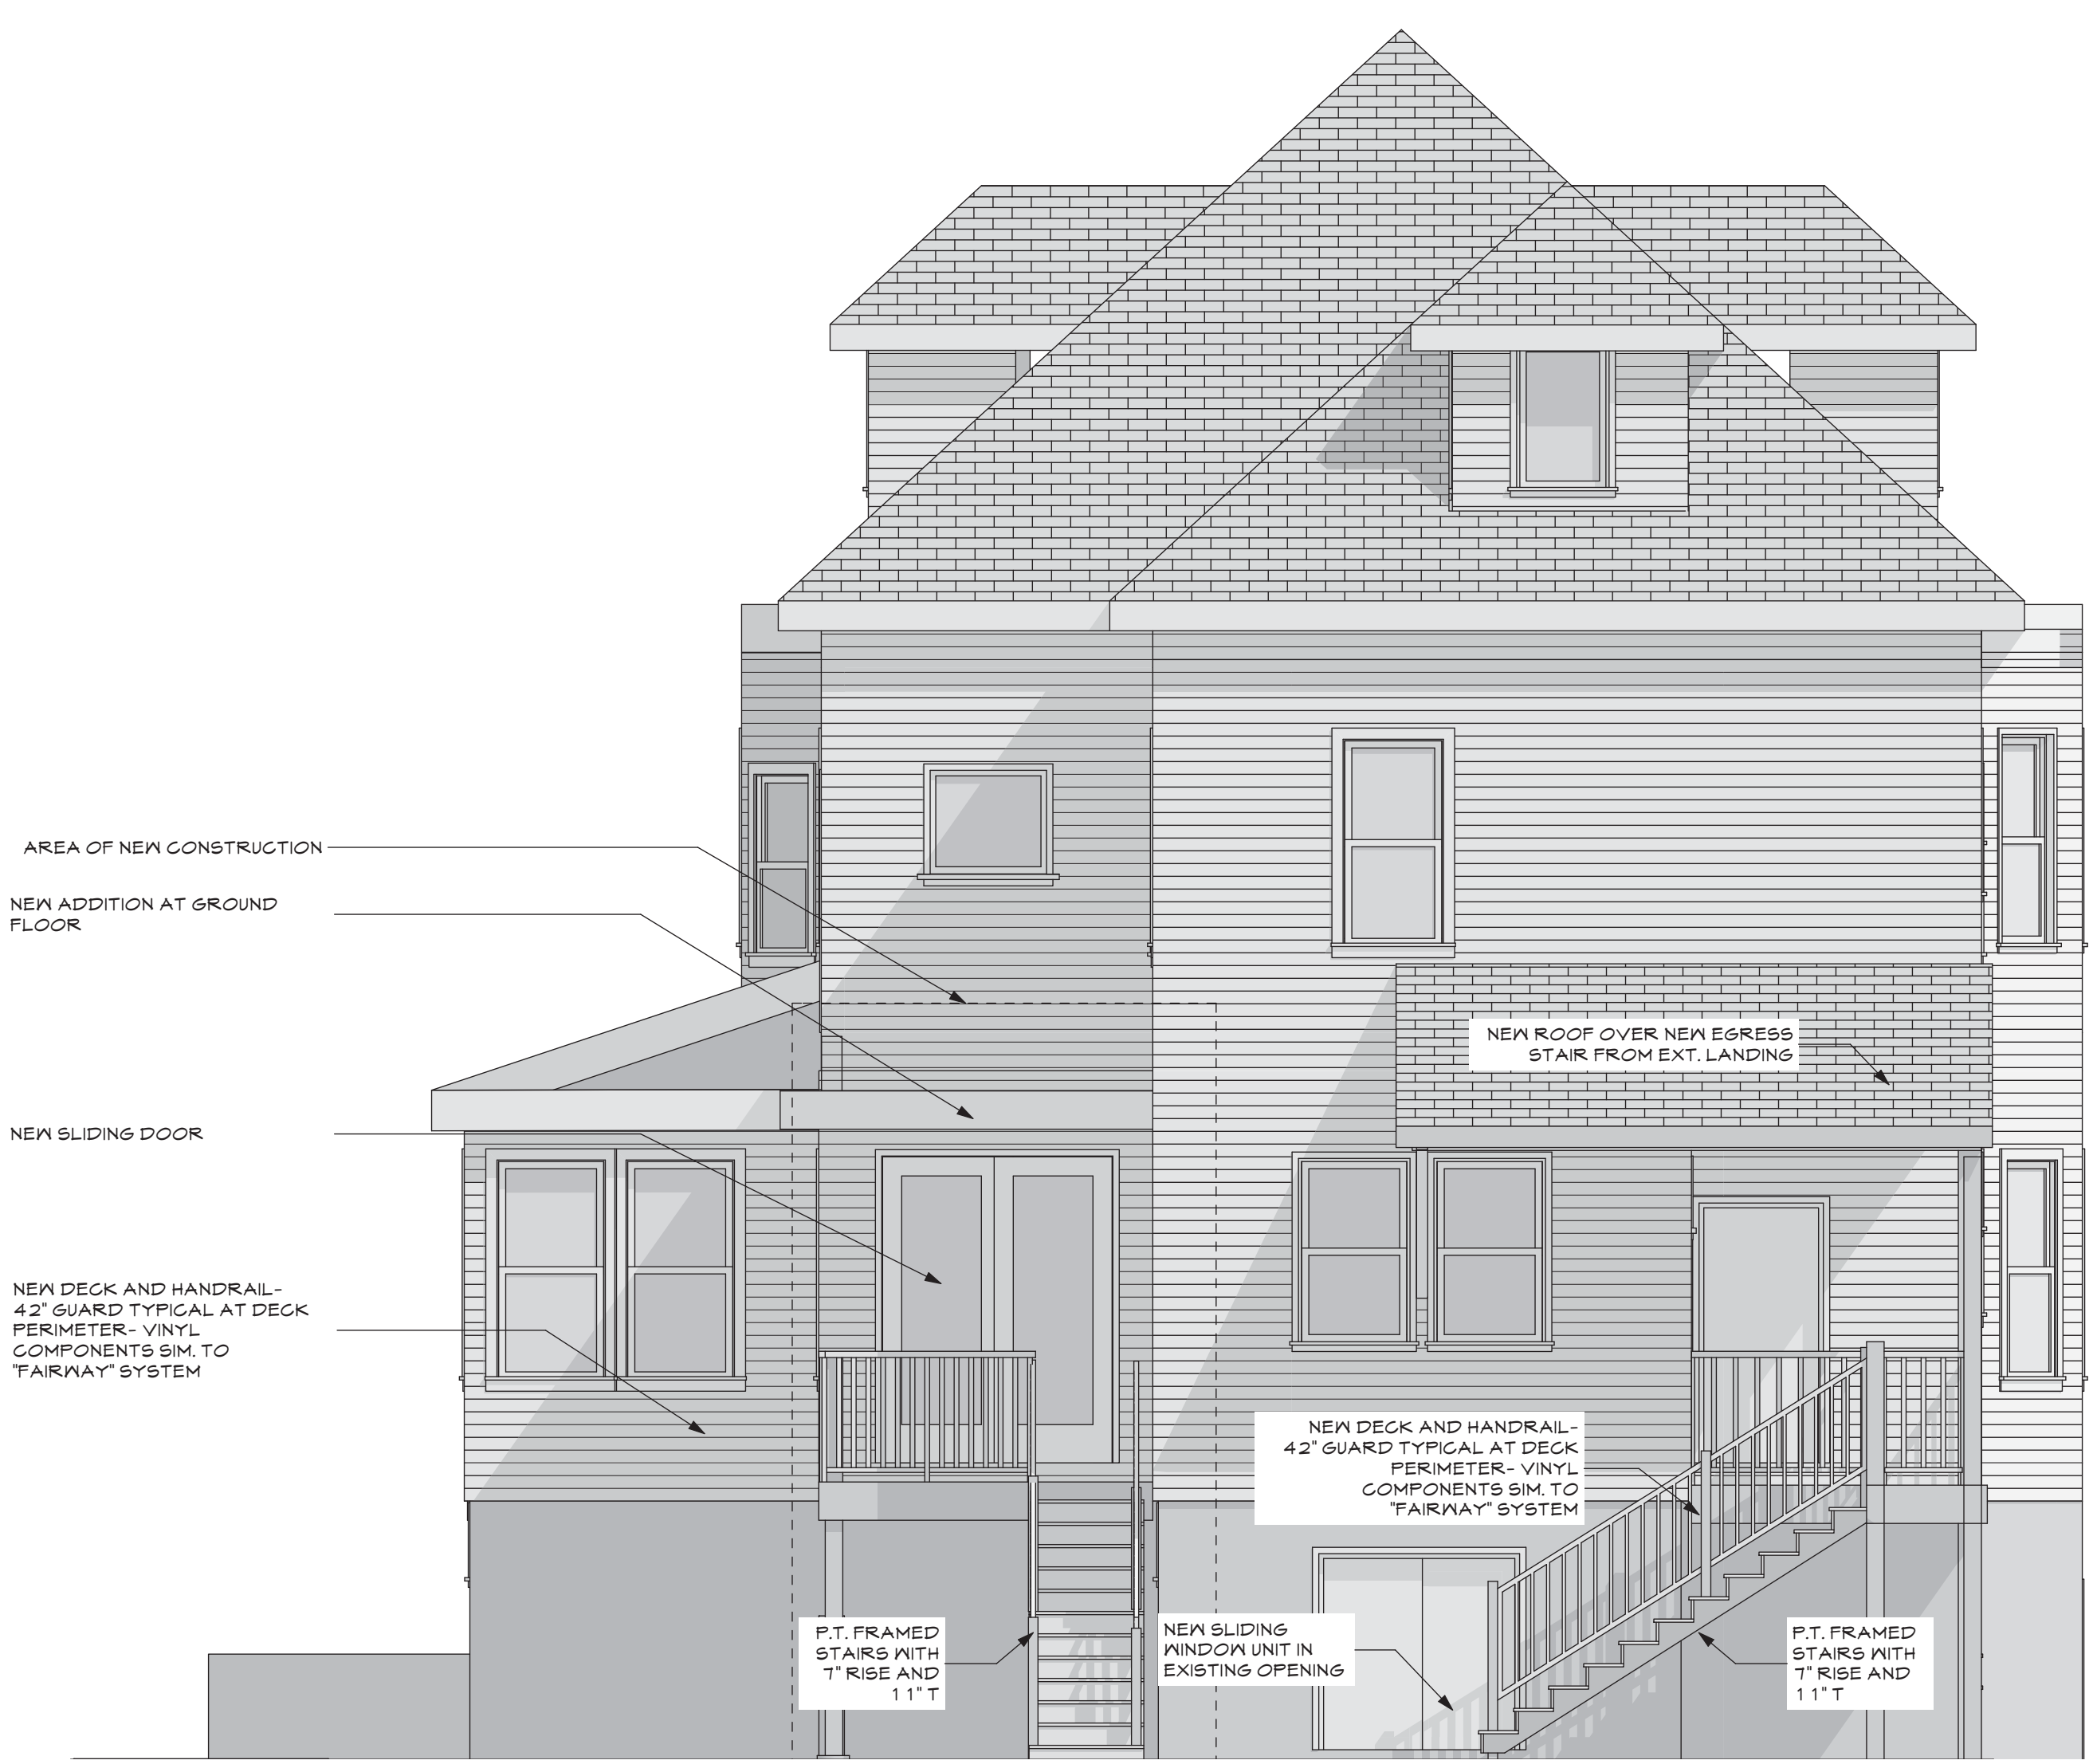 AREA OF NEW CONSTRUCTION
NEW ADDITION AT GROUND
FLOOR
NEW ROOF OVER NEW EGRESS
STAIR FROM EXT. LANDING
NEW SLIDING DOOR
NEW DECK AND HANDRAIL-
42" GUARD TYPICAL AT DECK
PERIMETER- VINYL
COMPONENTS SIM. TO
"FAIRWAY" SYSTEM
NEW DECK AND HANDRAIL-
42" GUARD TYPICAL AT DECK
PERIMETER- VINYL
COMPONENTS SIM. TO
"FAIRWAY" SYSTEM
P.T. FRAMED
STAIRS WITH
7" RISE AND
11" T
NEW SLIDING
WINDOW UNIT IN
EXISTING OPENING
P.T. FRAMED
STAIRS WITH
7" RISE AND
11" T